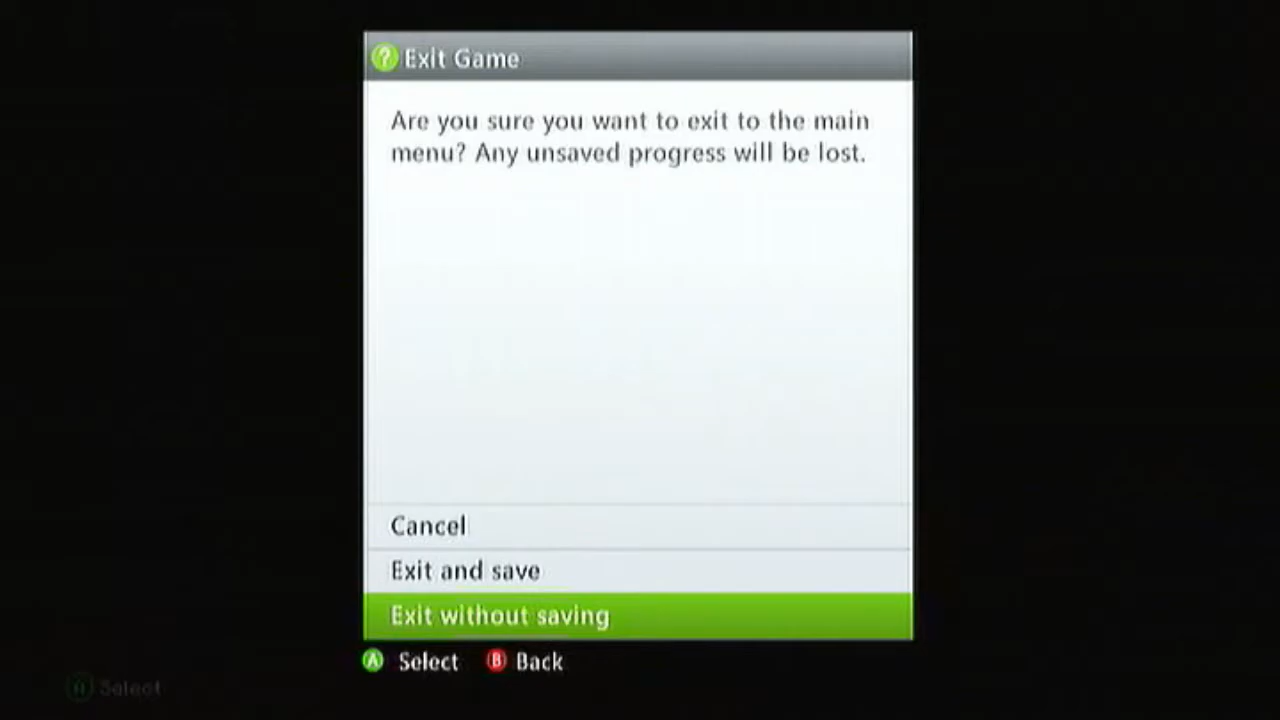 ? Exit Game
Are you sure you want to exit to the main
menu? Any unsaved progress will be lost.
Cancel
Exit and save
Exit without saving
A Select B Back
A Select